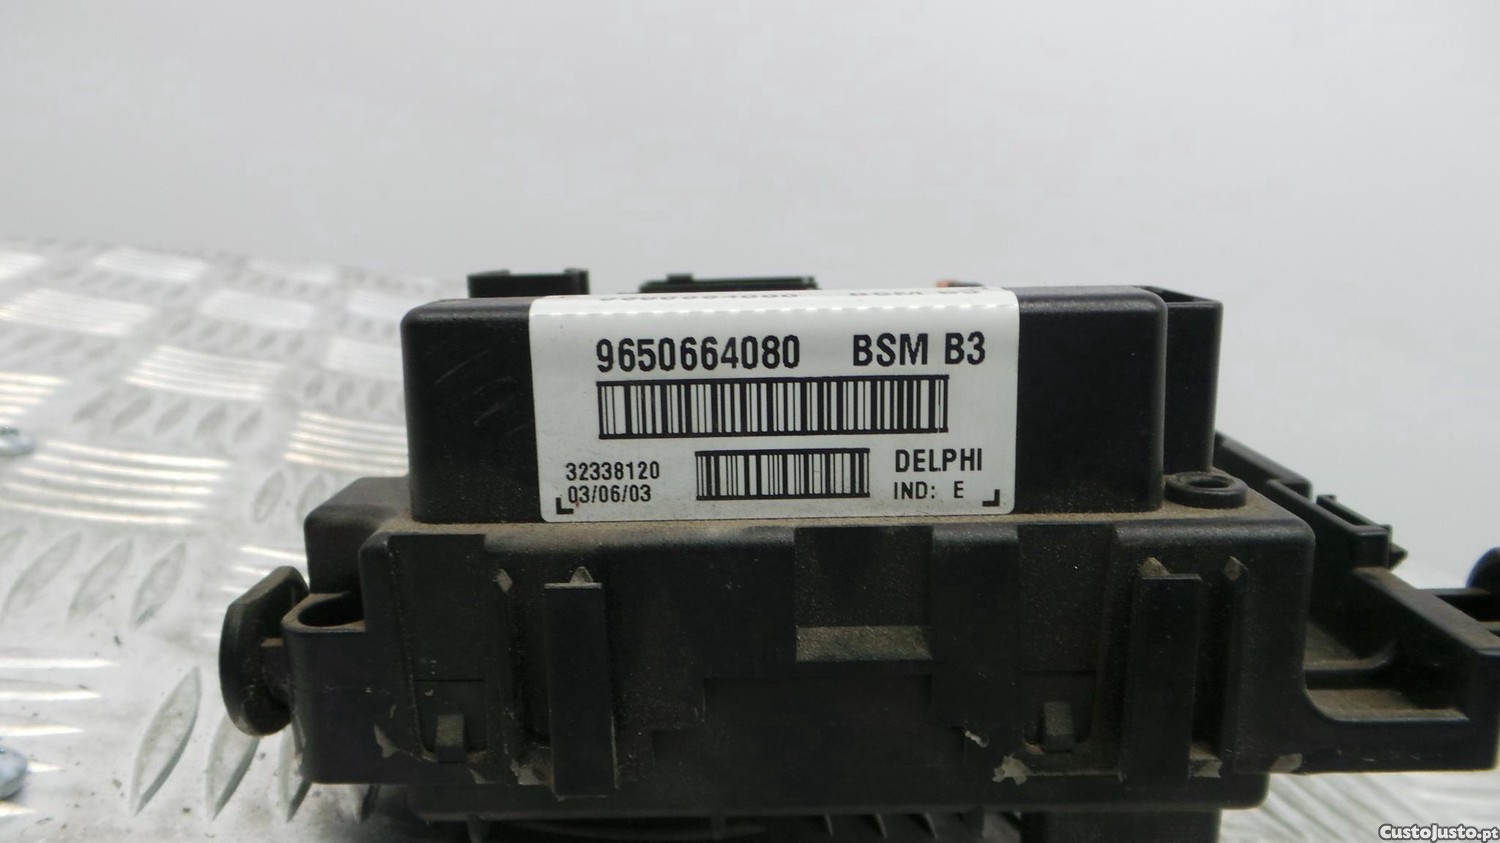 9650664080 BSM B3
32338120
03/06/03
DELPHI
IND: E
CustoJusto.pt